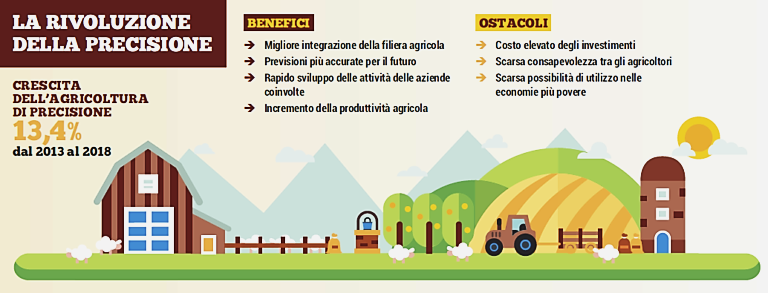 LA RIVOLUZIONE
DELLA PRECISIONE
CRESCITA
DELL'AGRICOLTURA
DI PRECISIONE
13,4%
dal 2013 al 2018
BENEFICI
Migliore integrazione della filiera agricola
Previsioni più accurate per il futuro
Rapido sviluppo delle attività delle aziende
coinvolte
Incremento della produttività agricola
OSTACOLI
Costo elevato degli investimenti
Scarsa consapevolezza tra gli agricoltori
Scarsa possibilità di utilizzo nelle
economie più povere